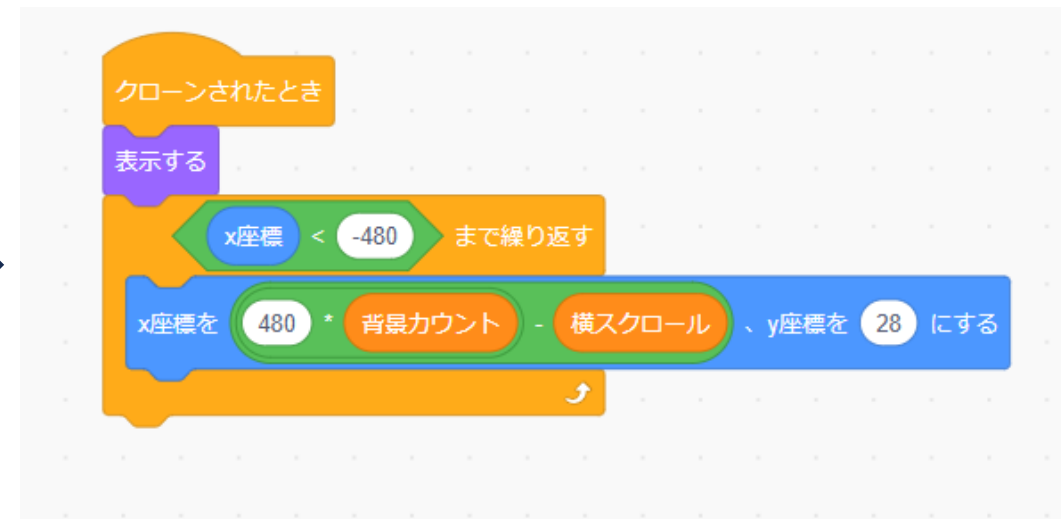 クローンされたとき
表示する
x座標 < -480 まで繰り返す
x座標を 480 * 背景カウント - 横スクロール 、y座標を 28 にする